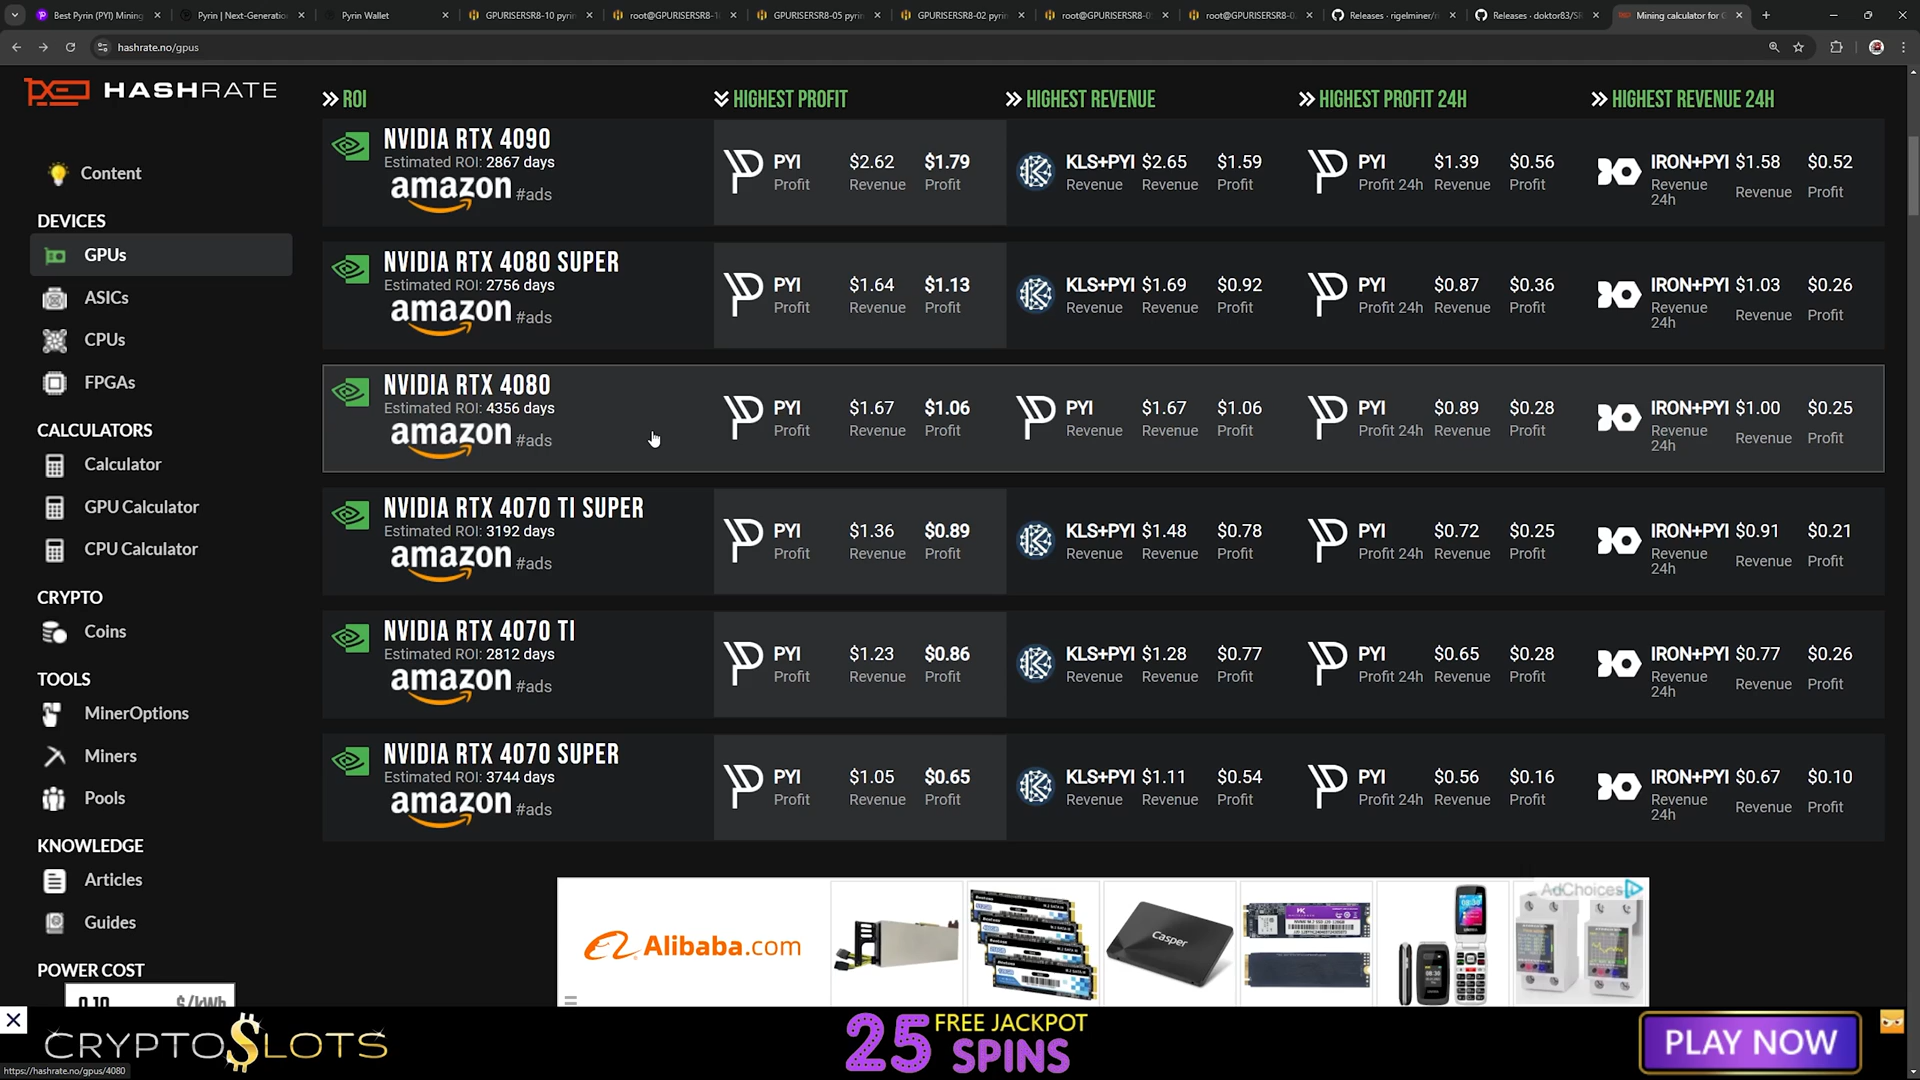 Best Pyrin (PYI) Mining
Pyrin | Next-Generatio
Pyrin Wallet
GPURISERSR8-10 pyrin
root@GPURISERSR8-1
GPURISERSR8-05 pyrin
GPURISERSR8-02 pyrin
root@GPURISERSR8-0
root@GPURISERSR8-0
Releases · rigelminer/r
Releases · doktor83/SR
Mining calculator for G
hashrate.no/gpus
HASHRATE
Content
DEVICES
GPUs
ASICs
CPUs
FPGAs
CALCULATORS
Calculator
GPU Calculator
CPU Calculator
CRYPTO
Coins
TOOLS
MinerOptions
Miners
Pools
KNOWLEDGE
Articles
Guides
POWER COST
0.10 $/kWh
ROI HIGHEST PROFIT HIGHEST REVENUE HIGHEST PROFIT 24H HIGHEST REVENUE 24H
NVIDIA RTX 4090
Estimated ROI: 2867 days
amazon #ads
PYI $2.62 $1.79
Profit Revenue Profit
KLS+PYI $2.65 $1.59
Revenue Revenue Profit
PYI $1.39 $0.56
Profit 24h Revenue Profit
IRON+PYI $1.58 $0.52
Revenue 24h Revenue Profit
NVIDIA RTX 4080 SUPER
Estimated ROI: 2756 days
amazon #ads
PYI $1.64 $1.13
Profit Revenue Profit
KLS+PYI $1.69 $0.92
Revenue Revenue Profit
PYI $0.87 $0.36
Profit 24h Revenue Profit
IRON+PYI $1.03 $0.26
Revenue 24h Revenue Profit
NVIDIA RTX 4080
Estimated ROI: 4356 days
amazon #ads
PYI $1.67 $1.06
Profit Revenue Profit
PYI $1.67 $1.06
Revenue Revenue Profit
PYI $0.89 $0.28
Profit 24h Revenue Profit
IRON+PYI $1.00 $0.25
Revenue 24h Revenue Profit
NVIDIA RTX 4070 TI SUPER
Estimated ROI: 3192 days
amazon #ads
PYI $1.36 $0.89
Profit Revenue Profit
KLS+PYI $1.48 $0.78
Revenue Revenue Profit
PYI $0.72 $0.25
Profit 24h Revenue Profit
IRON+PYI $0.91 $0.21
Revenue 24h Revenue Profit
NVIDIA RTX 4070 TI
Estimated ROI: 2812 days
amazon #ads
PYI $1.23 $0.86
Profit Revenue Profit
KLS+PYI $1.28 $0.77
Revenue Revenue Profit
PYI $0.65 $0.28
Profit 24h Revenue Profit
IRON+PYI $0.77 $0.26
Revenue 24h Revenue Profit
NVIDIA RTX 4070 SUPER
Estimated ROI: 3744 days
amazon #ads
PYI $1.05 $0.65
Profit Revenue Profit
KLS+PYI $1.11 $0.54
Revenue Revenue Profit
PYI $0.56 $0.16
Profit 24h Revenue Profit
IRON+PYI $0.67 $0.10
Revenue 24h Revenue Profit
Alibaba.com
Casper
AdChoices
CRYPTO$LOTS
25 FREE JACKPOT
SPINS
PLAY NOW
https://hashrate.no/gpus/4080